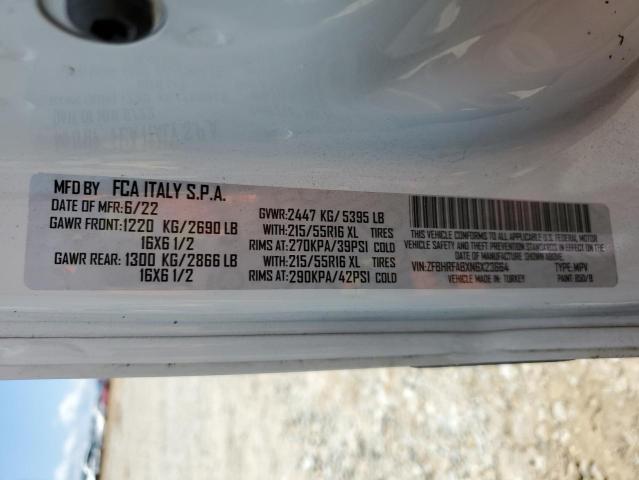 MFD BY FCA ITALY S.P.A.
DATE OF MFR: 6/22 GVWR: 2447 KG/ 5395 LB
GAWR FRONT: 1220 KG/2690 LB WITH: 215/55R16 XL TIRES
16X6 1/2 RIMS AT: 270KPA/39PSI COLD
GAWR REAR: 1300 KG/2866 LB WITH: 215/55R16 XL TIRES
16X6 1/2 RIMS AT: 290KPA/42PSI COLD
THIS VEHICLE CONFORMS TO ALL APPLICABLE U.S. FEDERAL MOTOR
VEHICLE SAFETY AND THEFT PREVENTION STANDARDS IN EFFECT ON THE
DATE OF MANUFACTURE SHOWN ABOVE.
VIN: ZFBHRFABXN6X23664 TYPE: MPV
VEHICLE MADE IN: TURKEY PAINT: 850/B